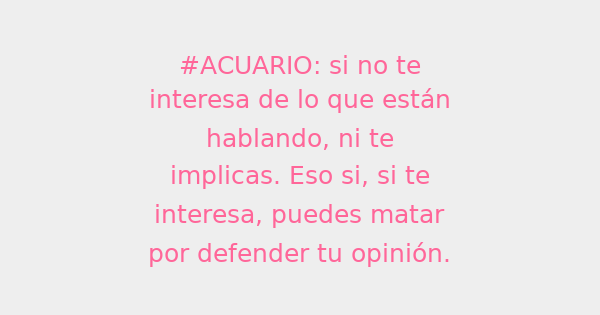 #ACUARIO: si no te
interesa de lo que están
hablando, ni te
implicas. Eso si, si te
interesa, puedes matar
por defender tu opinión.